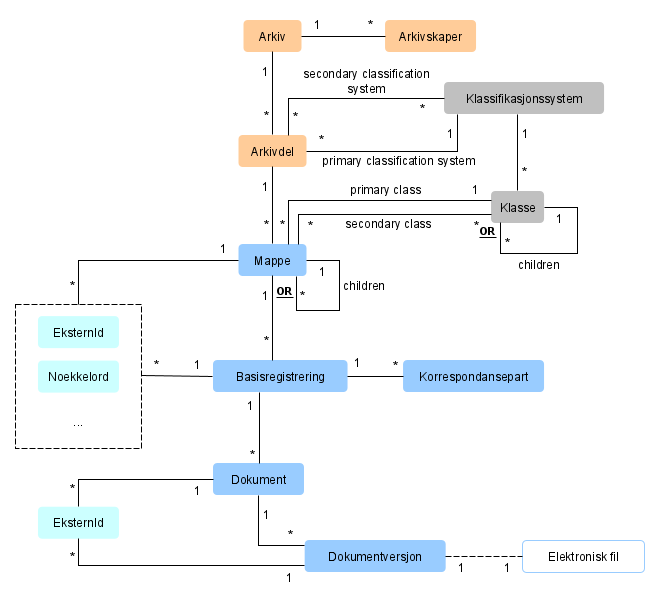 Arkiv
1
*
Arkivskaper
1
*
secondary classification
system
*
*
Klassifikasjonssystem
*
1
1
*
Arkivdel
primary classification system
1
*
primary class
1
*
Klasse
1
*
secondary class
*
OR
*
children
1
Mappe
1
children
*
1
OR
*
*
EksternId
Noekkelord
...
*
1
Basisregistrering
1
*
Korrespondansepart
1
*
Dokument
1
*
1
*
EksternId
*
1
Dokumentversjon
1
1
Elektronisk fil